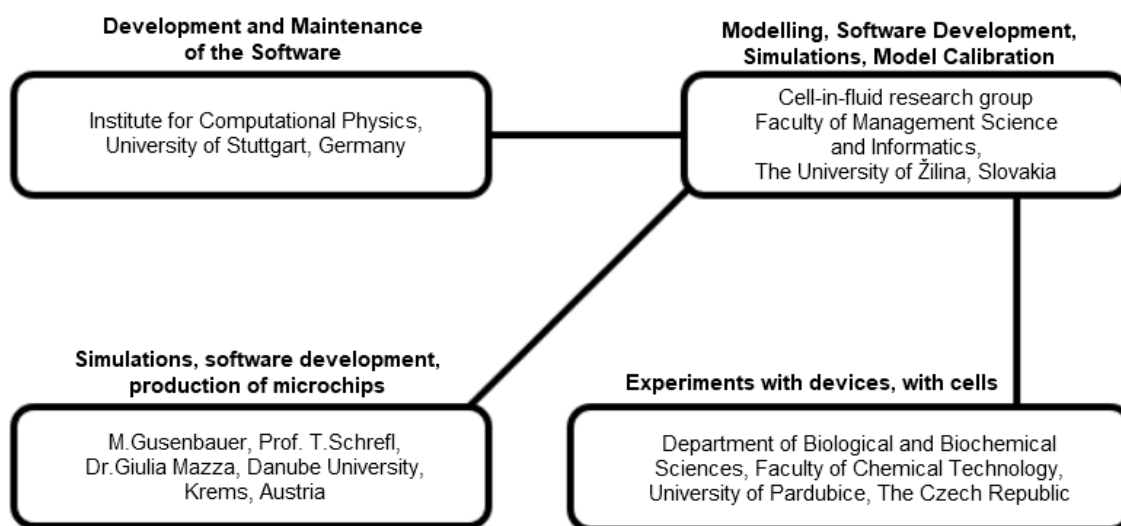 Development and Maintenance
of the Software
Institute for Computational Physics,
University of Stuttgart, Germany
Modelling, Software Development,
Simulations, Model Calibration
Cell-in-fluid research group
Faculty of Management Science
and Informatics,
The University of Žilina, Slovakia
Simulations, software development,
production of microchips
M.Gusenbauer, Prof. T.Schrefl,
Dr.Giulia Mazza, Danube University,
Krems, Austria
Experiments with devices, with cells
Department of Biological and Biochemical
Sciences, Faculty of Chemical Technology,
University of Pardubice, The Czech Republic